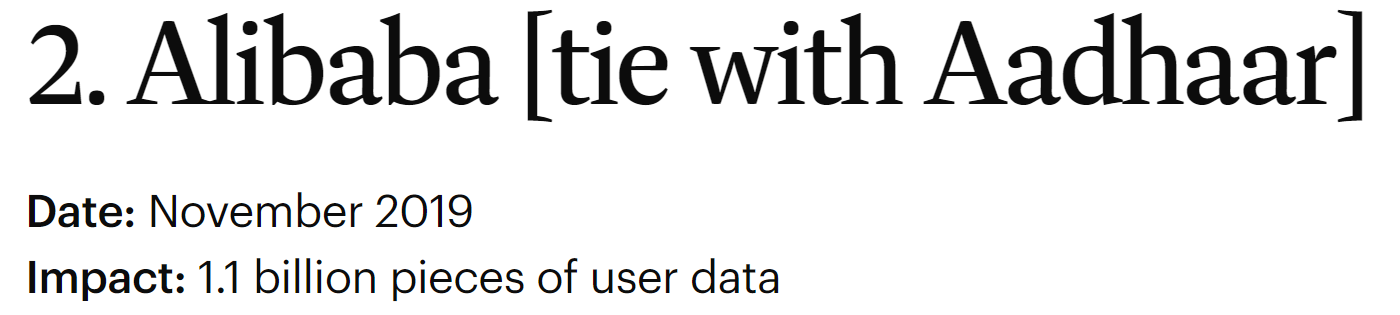 2. Alibaba [tie with Aadhaar]
Date: November 2019
Impact: 1.1 billion pieces of user data